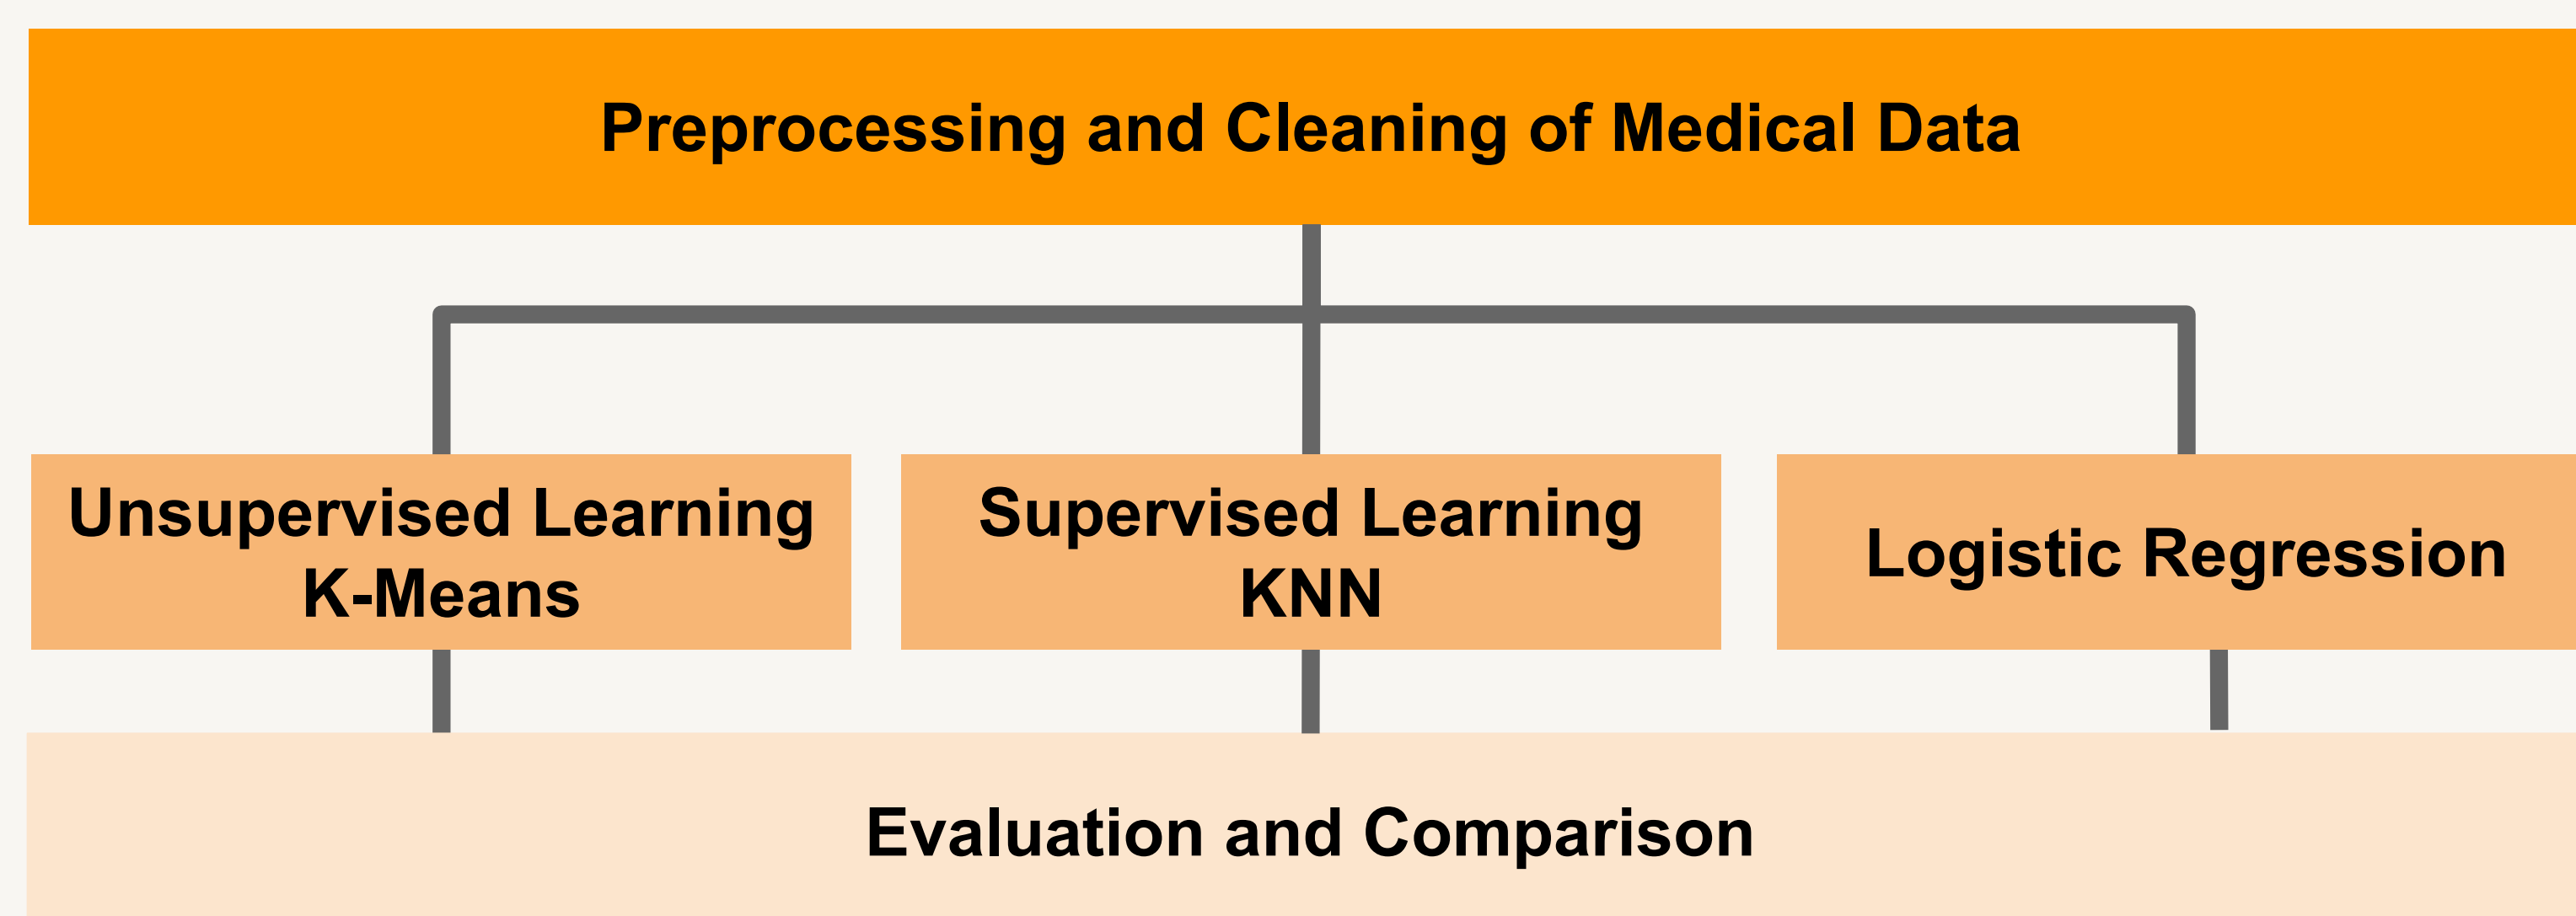 Preprocessing and Cleaning of Medical Data
Unsupervised Learning
K-Means
Supervised Learning
KNN
Logistic Regression
Evaluation and Comparison